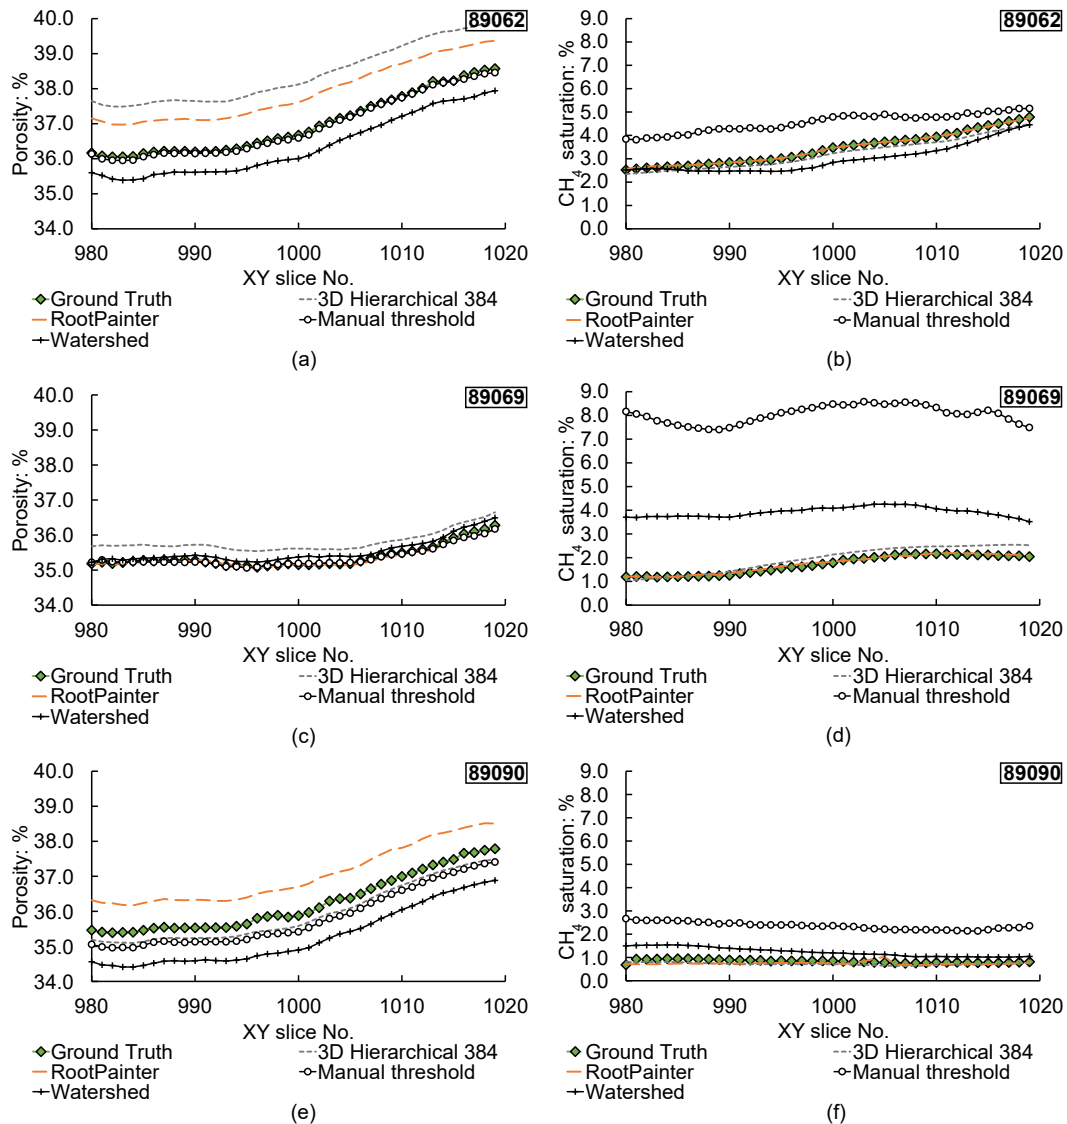 89062
40.0
39.0
38.0
37.0
36.0
35.0
34.0
Porosity: %
980 990 1000 1010 1020
XY slice No.
Ground Truth 3D Hierarchical 384
RootPainter Manual threshold
Watershed
(a)
89062
9.0
8.0
7.0
6.0
5.0
4.0
3.0
2.0
1.0
0.0
CH4 saturation: %
980 990 1000 1010 1020
XY slice No.
Ground Truth 3D Hierarchical 384
RootPainter Manual threshold
Watershed
(b)
89069
40.0
39.0
38.0
37.0
36.0
35.0
34.0
Porosity: %
980 990 1000 1010 1020
XY slice No.
Ground Truth 3D Hierarchical 384
RootPainter Manual threshold
Watershed
(c)
89069
9.0
8.0
7.0
6.0
5.0
4.0
3.0
2.0
1.0
0.0
CH4 saturation: %
980 990 1000 1010 1020
XY slice No.
Ground Truth 3D Hierarchical 384
RootPainter Manual threshold
Watershed
(d)
89090
40.0
39.0
38.0
37.0
36.0
35.0
34.0
Porosity: %
980 990 1000 1010 1020
XY slice No.
Ground Truth 3D Hierarchical 384
RootPainter Manual threshold
Watershed
(e)
89090
9.0
8.0
7.0
6.0
5.0
4.0
3.0
2.0
1.0
0.0
CH4 saturation: %
980 990 1000 1010 1020
XY slice No.
Ground Truth 3D Hierarchical 384
RootPainter Manual threshold
Watershed
(f)